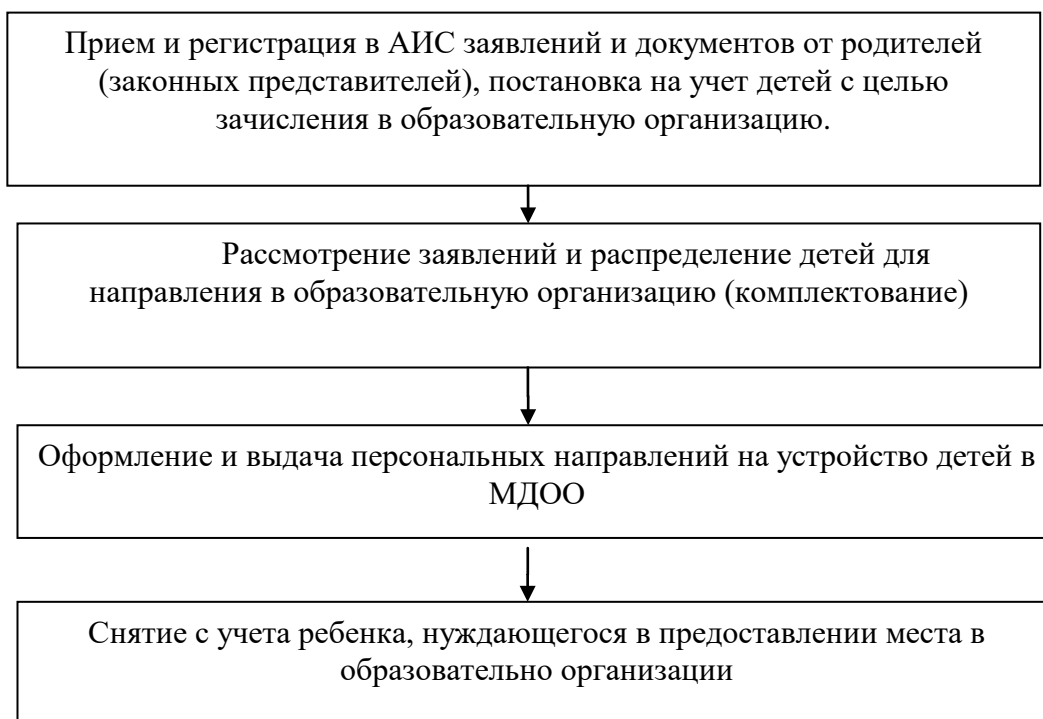 Прием и регистрация в АИС заявлений и документов от родителей
(законных представителей), постановка на учет детей с целью
зачисления в образовательную организацию.
Рассмотрение заявлений и распределение детей для
направления в образовательную организацию (комплектование)
Оформление и выдача персональных направлений на устройство детей в
МДОО
Снятие с учета ребенка, нуждающегося в предоставлении места в
образовательно организации